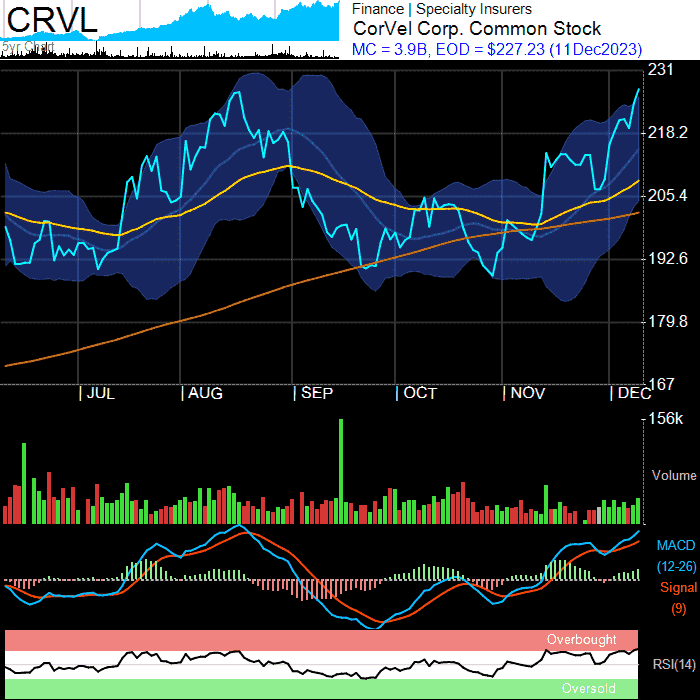 CRVL
5yr Chart
Finance | Specialty Insurers
CorVel Corp. Common Stock
MC = 3.9B, EOD = $227.23 (11Dec2023)
231
218.2
205.4
192.6
179.8
167
JUL AUG SEP OCT NOV DEC
156k
Volume
MACD
(12-26)
Signal
(9)
Overbought
RSI(14)
Oversold